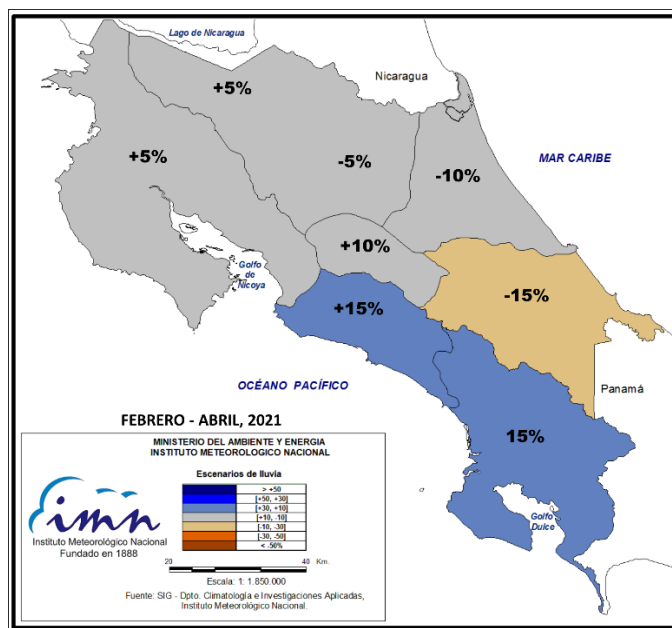 Lago de Nicaragua
Nicaragua
+5%
+5%
-5%
-10%
MAR CARIBE
+10%
Golfo
de
Nicoya
-15%
+15%
OCÉANO PACÍFICO
Panamá
15%
Golfo
Dulce
FEBRERO - ABRIL, 2021
MINISTERIO DEL AMBIENTE Y ENERGIA
INSTITUTO METEOROLOGICO NACIONAL
Escenarios de lluvia
> +50
[+50, +30]
[+30, +10]
[+10, -10]
[-10, -30]
[-30, -50]
< -50%
imn
Instituto Meteorológico Nacional
Fundado en 1888
20 0 40 Km.
Escala: 1: 1.850.000
Fuente: SIG - Dpto. Climatología e Investigaciones Aplicadas,
Instituto Meteorológico Nacional.